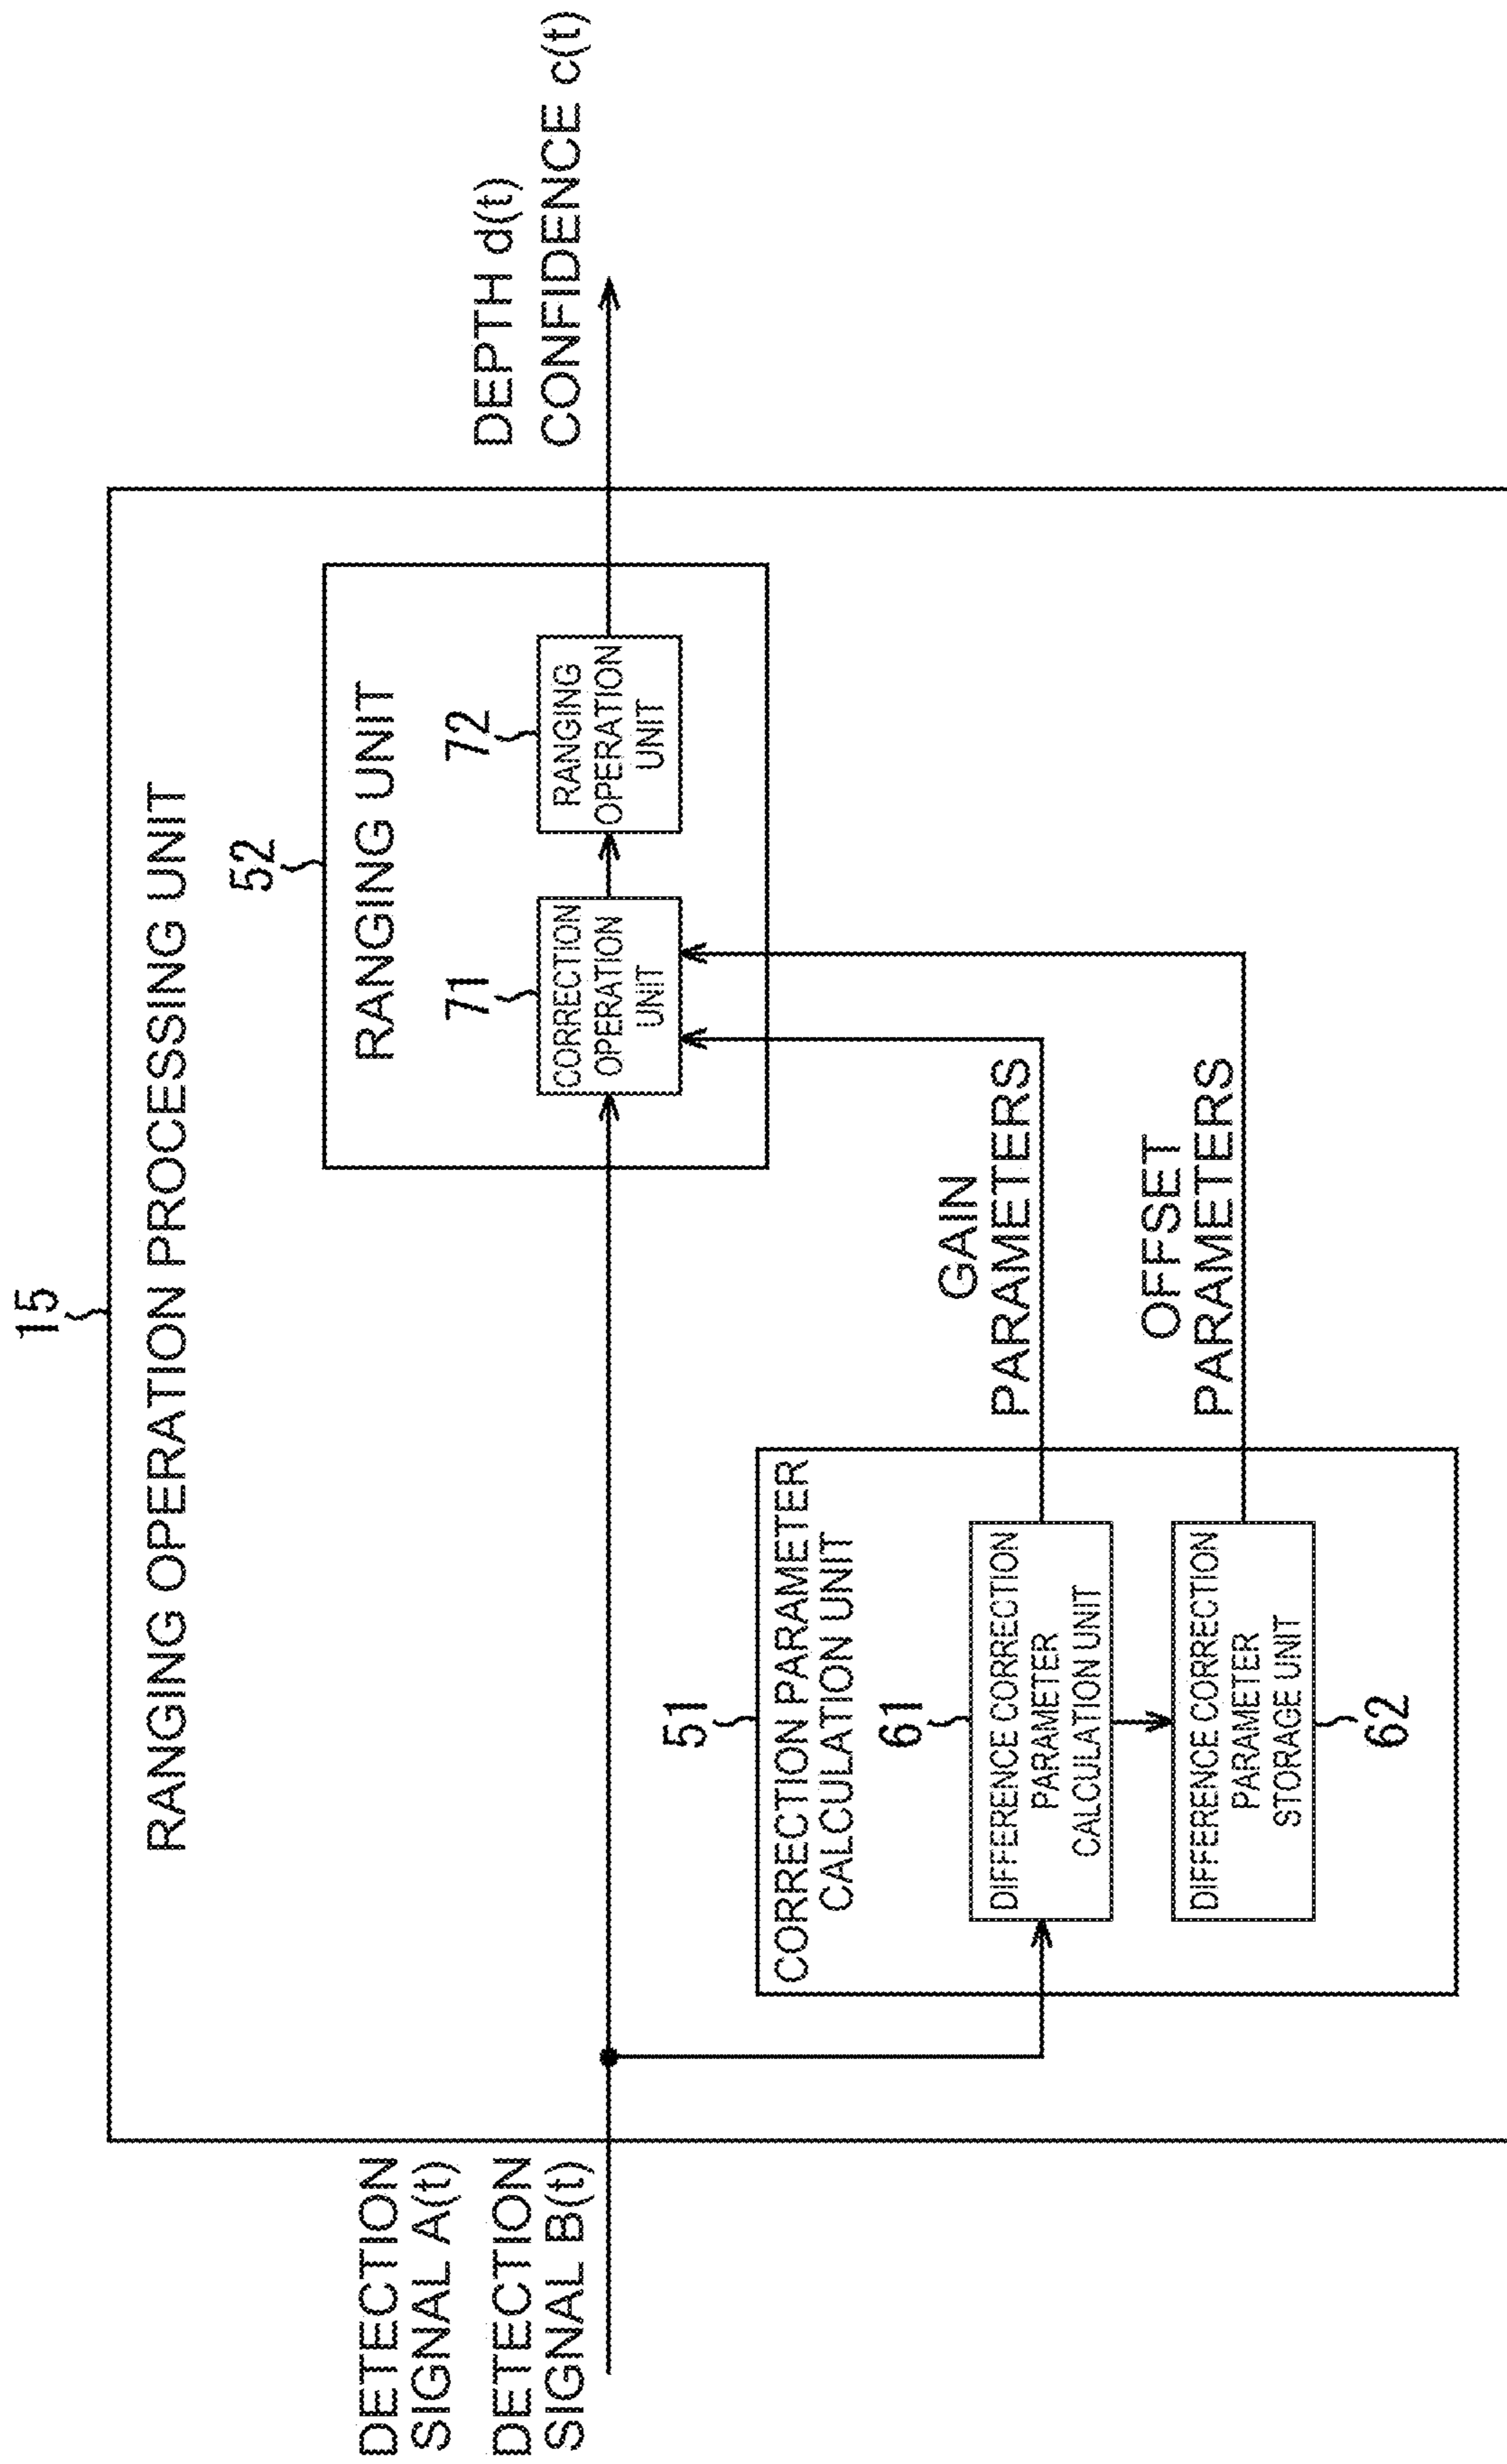 15
RANGING OPERATION PROCESSING UNIT
52
RANGING UNIT
DETECTION
SIGNAL A(t)
DETECTION
SIGNAL B(t)
71
CORRECTION
OPERATION
UNIT
72
RANGING
OPERATION
UNIT
DEPTH d(t)
CONFIDENCE c(t)
51
CORRECTION PARAMETER
CALCULATION UNIT
61
DIFFERENCE CORRECTION
PARAMETER
CALCULATION UNIT
GAIN
PARAMETERS
DIFFERENCE CORRECTION
PARAMETER
STORAGE UNIT
62
OFFSET
PARAMETERS